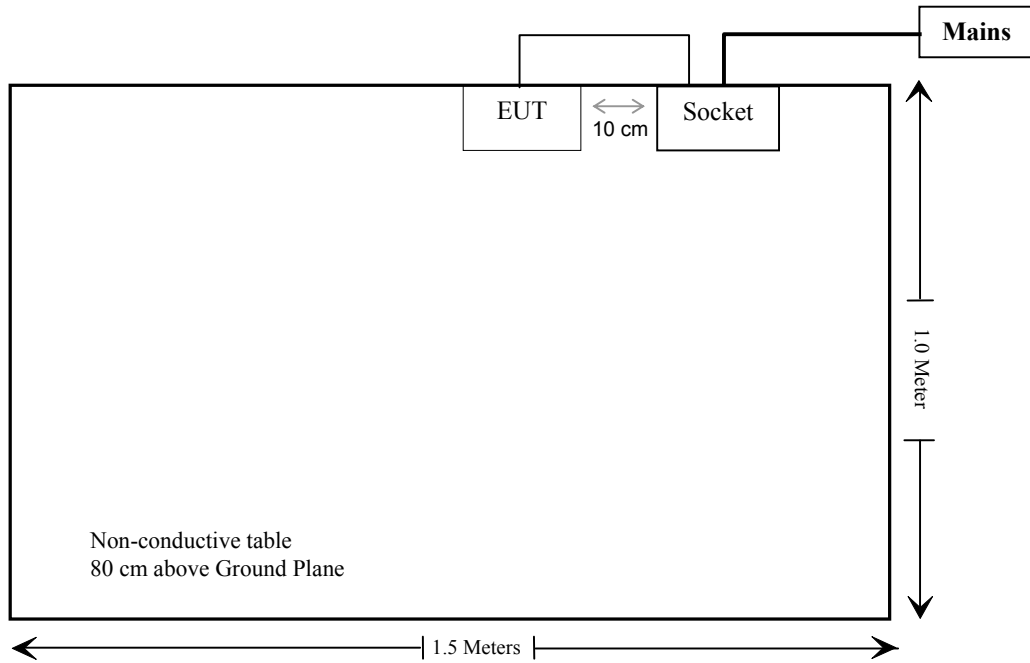 Mains
EUT
Socket
10 cm
1.0 Meter
Non-conductive table
80 cm above Ground Plane
1.5 Meters